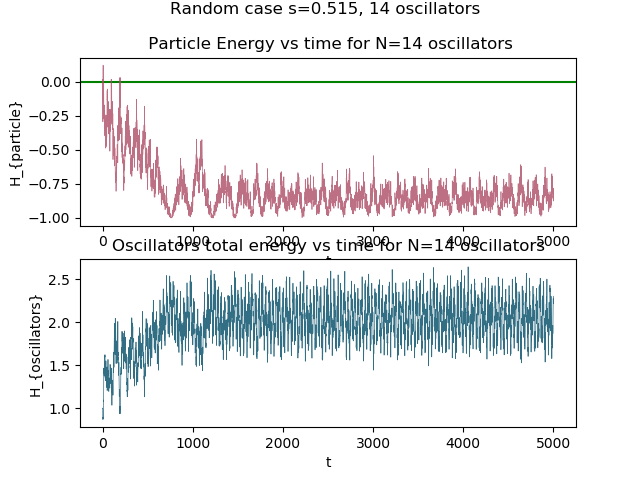 Random case s=0.515, 14 oscillators
Particle Energy vs time for N=14 oscillators
H_{particle}
0.00
−0.25
−0.50
−0.75
−1.00
0 1000 2000 3000 4000 5000
t
Oscillators total energy vs time for N=14 oscillators
H_{oscillators}
2.5
2.0
1.5
1.0
0 1000 2000 3000 4000 5000
t